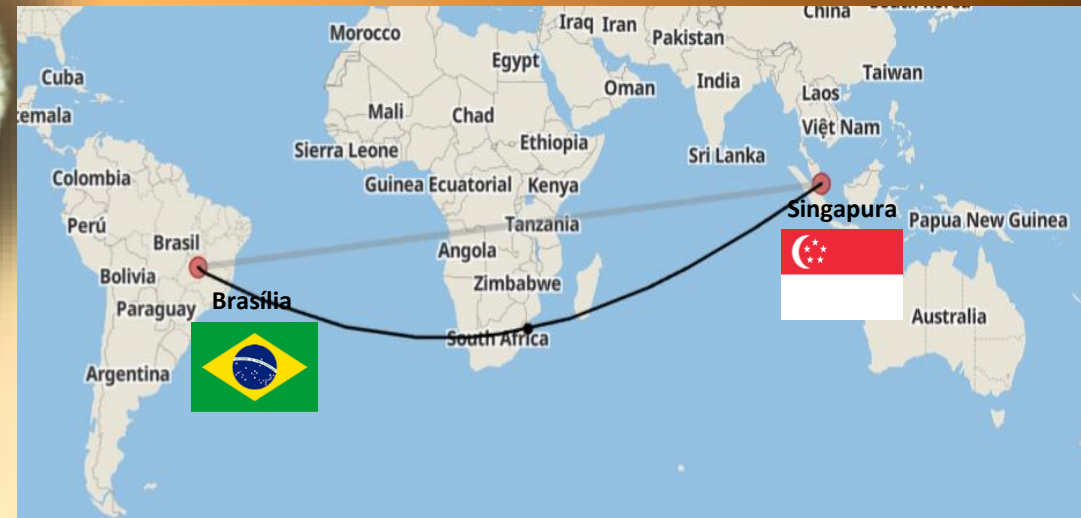 China
Iraq
Iran
Morocco
Pakistan
Egypt
Cuba
Taiwan
India
Oman
Laos
Mali
Chad
Việt Nam
Ethiopia
Sierra Leone
Sri Lanka
Colombia
Guinea Ecuatorial
Kenya
Singapura
Perú
Tanzania
Papua New Guinea
Brasil
Angola
Bolivia
Zimbabwe
Brasília
Paraguay
Australia
South Africa
Argentina